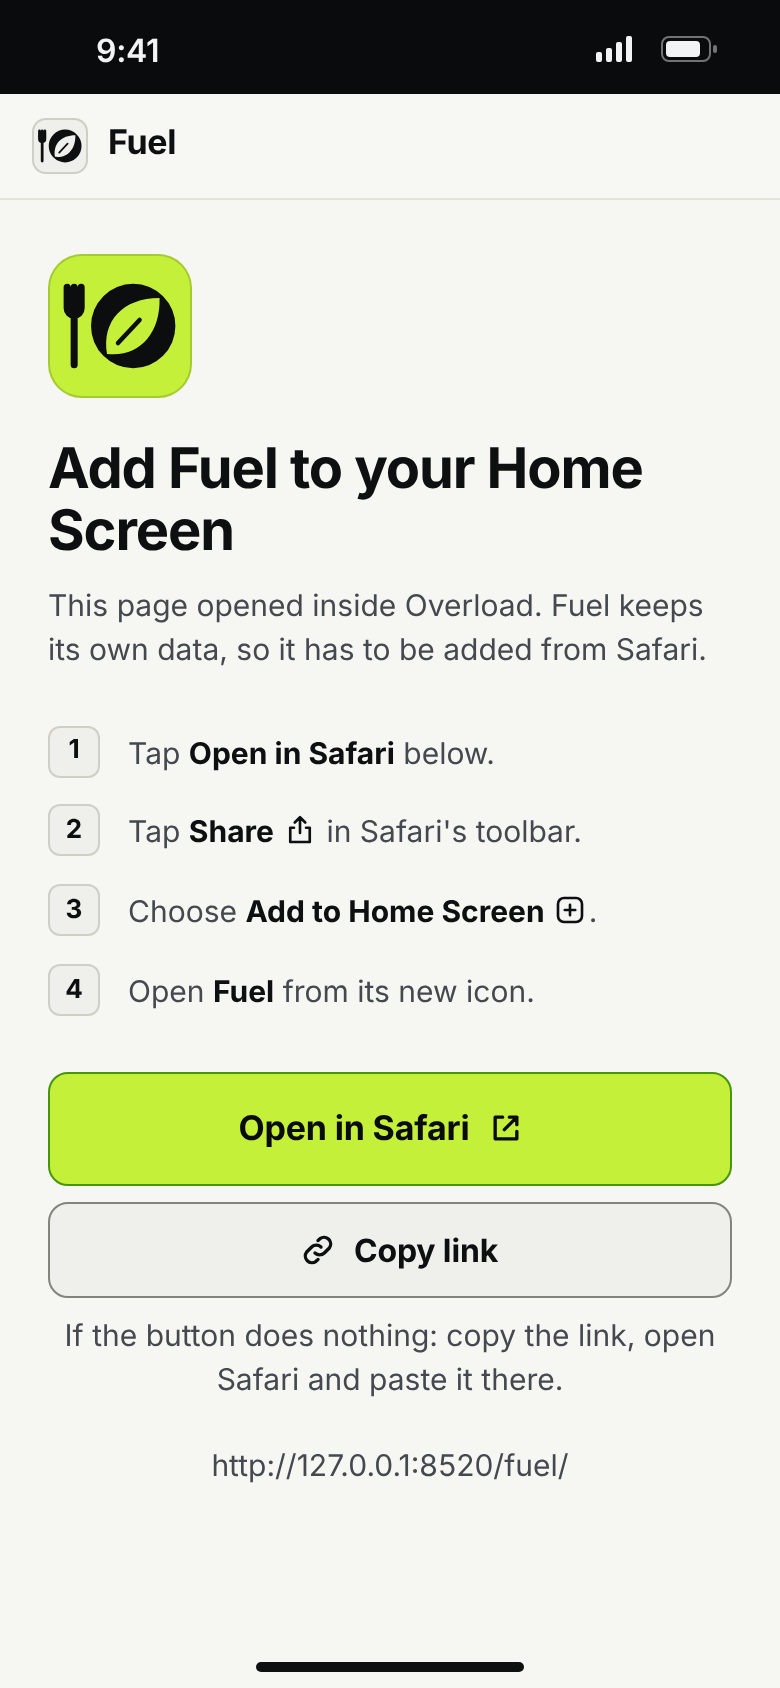 9:41
Fuel
Add Fuel to your Home
Screen
This page opened inside Overload. Fuel keeps
its own data, so it has to be added from Safari.
1 Tap Open in Safari below.
2 Tap Share in Safari's toolbar.
3 Choose Add to Home Screen .
4 Open Fuel from its new icon.
Open in Safari
Copy link
If the button does nothing: copy the link, open
Safari and paste it there.
http://127.0.0.1:8520/fuel/